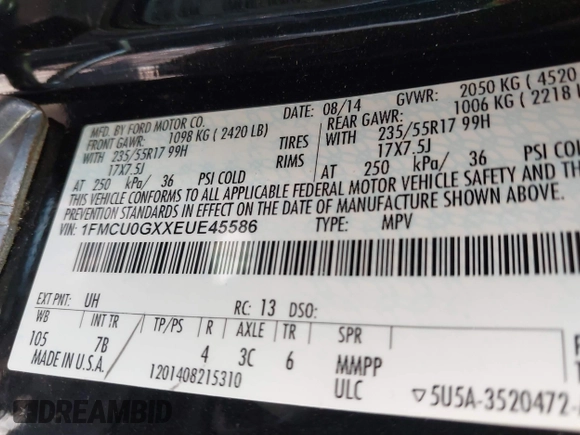 MFD. BY FORD MOTOR CO. DATE: 08/14 GVWR: 2050 KG (4520
FRONT GAWR: 1098 KG (2420 LB) REAR GAWR: 1006 KG (2218
WITH 235/55R17 99H TIRES WITH 235/55R17 99H
17X7.5J RIMS 17X7.5J
AT 250 kPa/ 36 PSI COLD AT 250 kPa/ 36 PSI COLD
THIS VEHICLE CONFORMS TO ALL APPLICABLE FEDERAL MOTOR VEHICLE SAFETY AND
PREVENTION STANDARDS IN EFFECT ON THE DATE OF MANUFACTURE SHOWN ABOVE.
VIN: 1FMCU0GXXEUE45586 TYPE: MPV
EXT PNT: UH RC: 13 DSO:
WB INT TR TP/PS R AXLE TR SPR
105 7B 4 3C 6 MMPP
MADE IN U.S.A. 1201408215310 ULC ▽5U5A-3520472-
DREAMBID